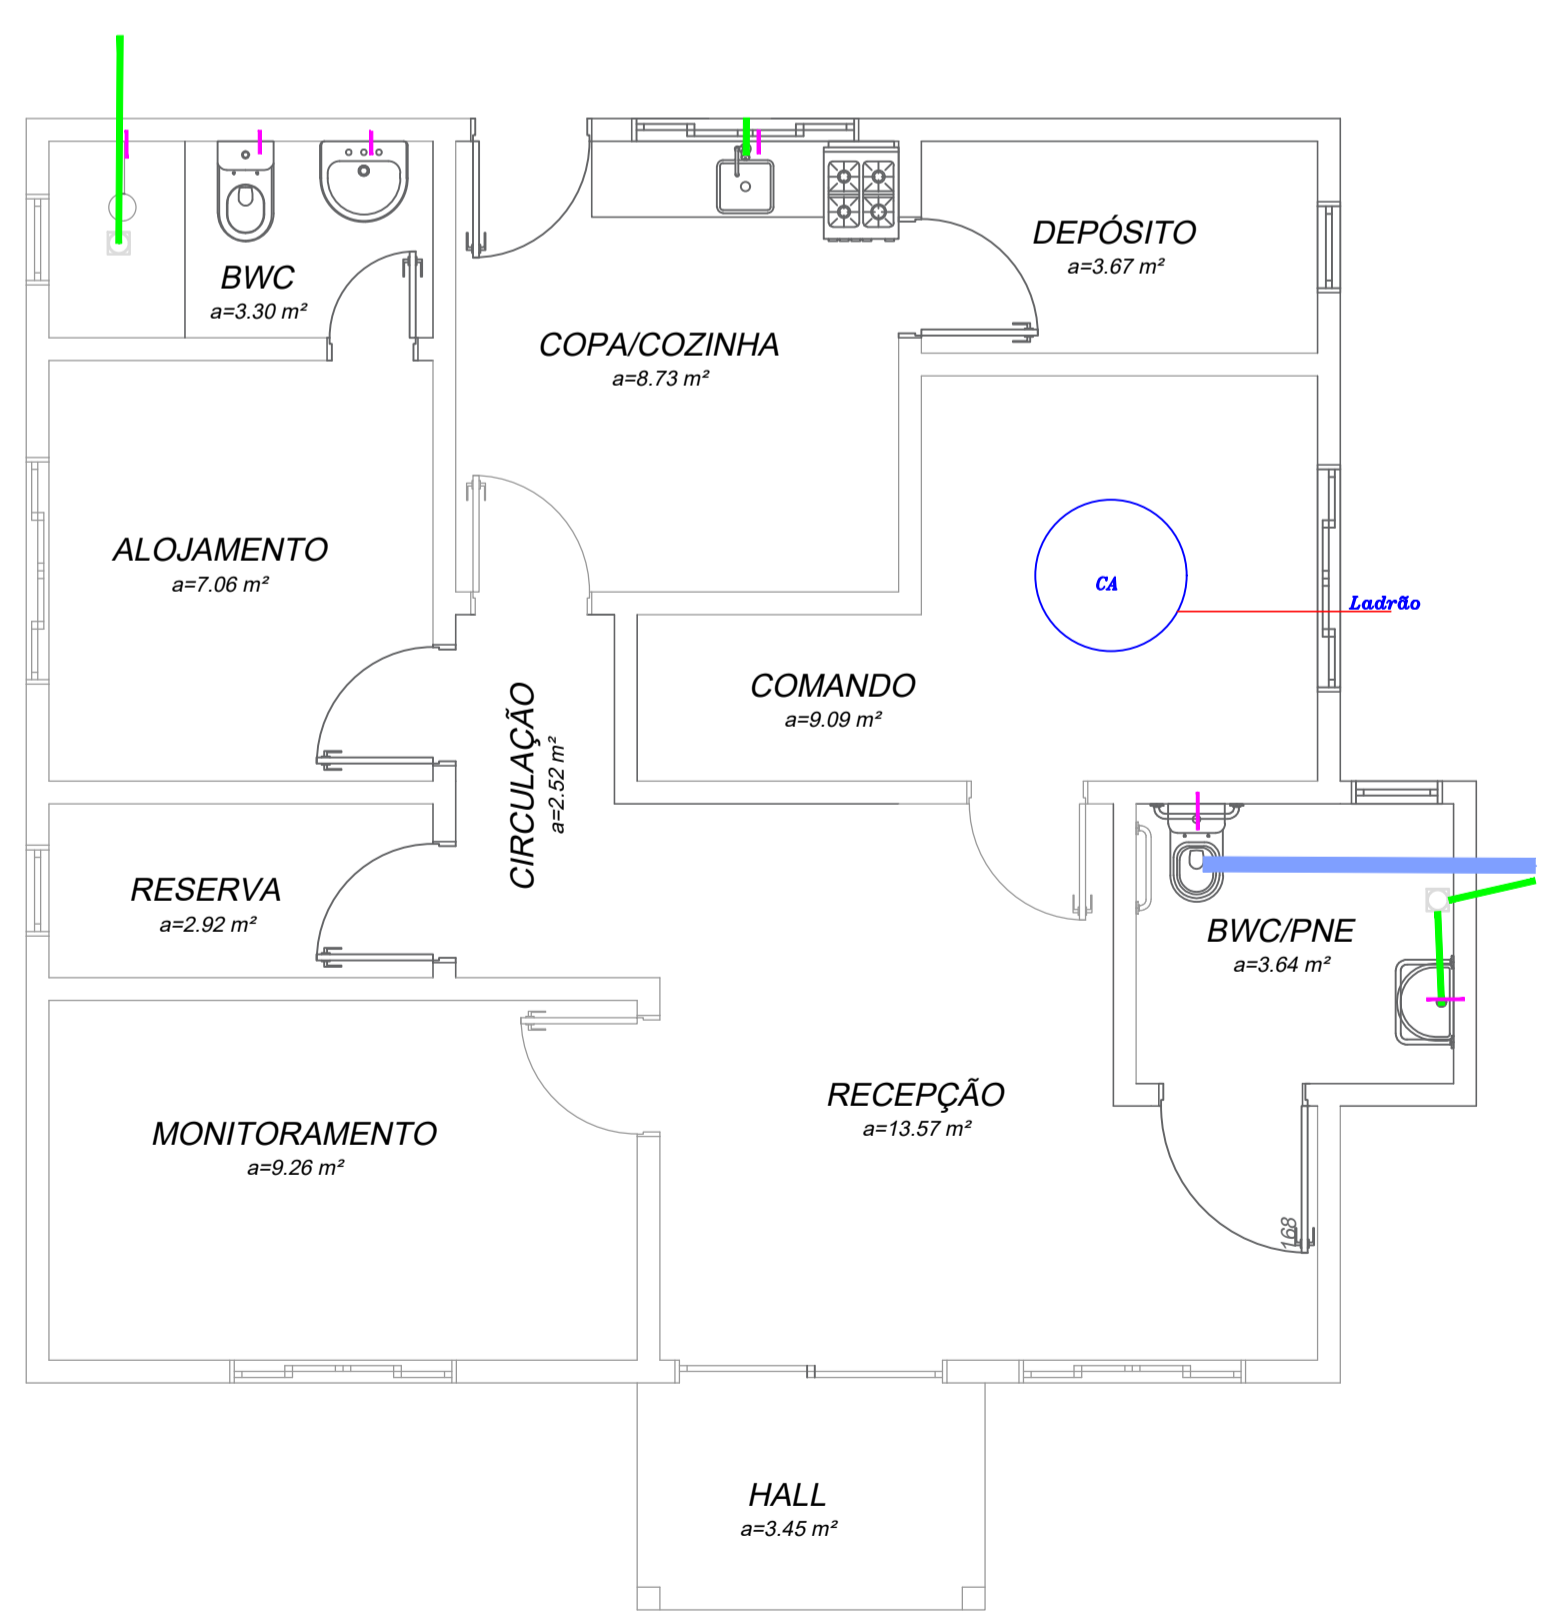 DEPÓSITO
a=3.67 m²
BWC
a=3.30 m²
COPA/COZINHA
a=8.73 m²
ALOJAMENTO
a=7.06 m²
CA
Ladrão
COMANDO
a=9.09 m²
CIRCULAÇÃO
a=2.52 m²
RESERVA
a=2.92 m²
BWC/PNE
a=3.64 m²
RECEPÇÃO
a=13.57 m²
MONITORAMENTO
a=9.26 m²
168
HALL
a=3.45 m²